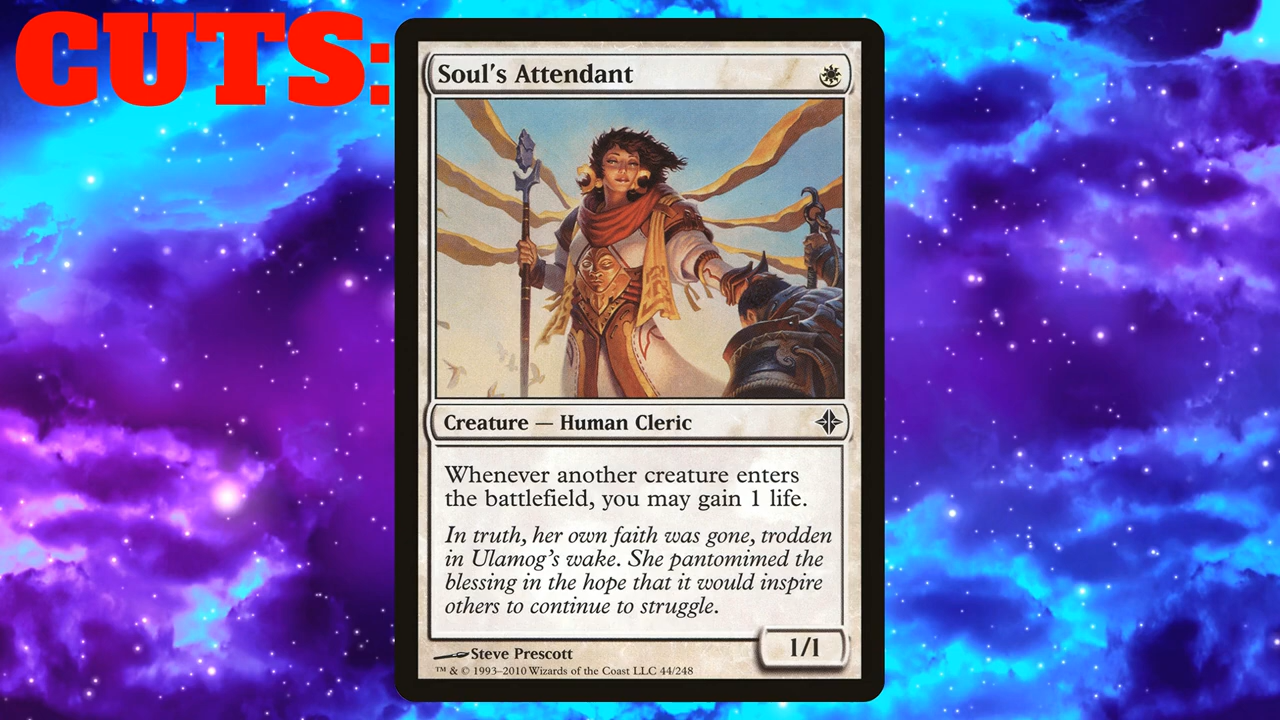 CUTS:
Soul's Attendant
Creature — Human Cleric
Whenever another creature enters
the battlefield, you may gain 1 life.
In truth, her own faith was gone, trodden
in Ulamog's wake. She pantomimed the
blessing in the hope that it would inspire
others to continue to struggle.
1/1
Steve Prescott
™ & © 1993–2010 Wizards of the Coast LLC 44/248